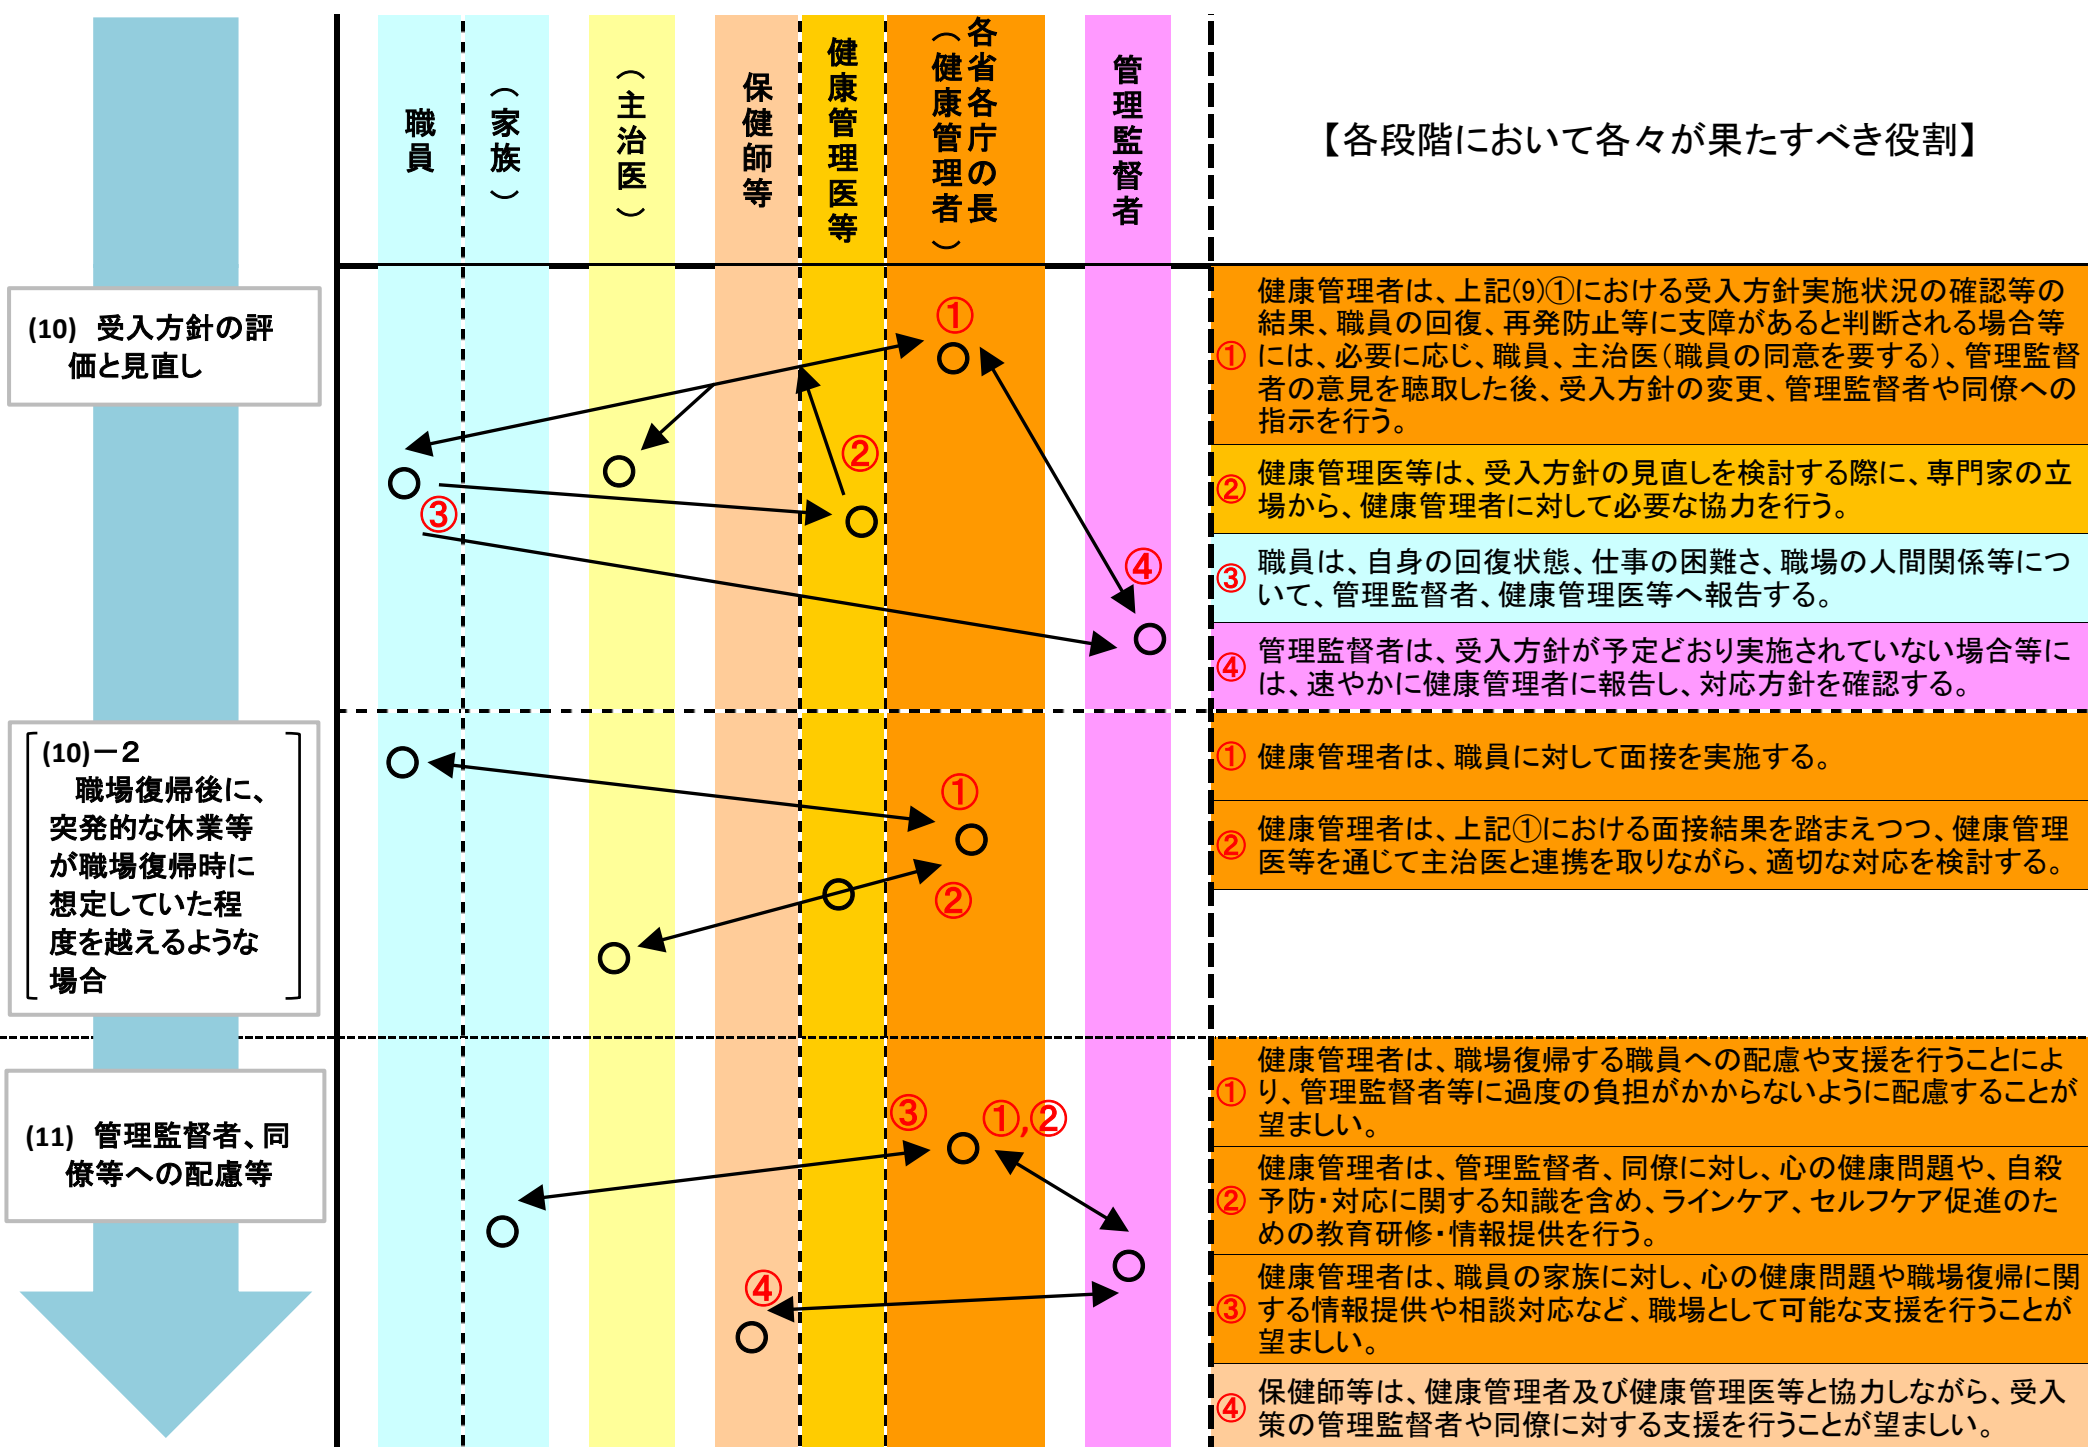 職員
（家族）
（主治医）
保健師等
健康管理医等
各省各庁の長
（健康管理者）
管理監督者
【各段階において各々が果たすべき役割】
(10) 受入方針の評
価と見直し
①
②
③
④
① 健康管理者は、上記(9)①における受入方針実施状況の確認等の
結果、職員の回復、再発防止等に支障があると判断される場合等
には、必要に応じ、職員、主治医（職員の同意を要する）、管理監督
者の意見を聴取した後、受入方針の変更、管理監督者や同僚への
指示を行う。
② 健康管理医等は、受入方針の見直しを検討する際に、専門家の立
場から、健康管理者に対して必要な協力を行う。
③ 職員は、自身の回復状態、仕事の困難さ、職場の人間関係等につ
いて、管理監督者、健康管理医等へ報告する。
④ 管理監督者は、受入方針が予定どおり実施されていない場合等に
は、速やかに健康管理者に報告し、対応方針を確認する。
(10)－２
職場復帰後に、
突発的な休業等
が職場復帰時に
想定していた程
度を越えるような
場合
①
②
① 健康管理者は、職員に対して面接を実施する。
② 健康管理者は、上記①における面接結果を踏まえつつ、健康管理
医等を通じて主治医と連携を取りながら、適切な対応を検討する。
(11) 管理監督者、同
僚等への配慮等
③
①,②
④
① 健康管理者は、職場復帰する職員への配慮や支援を行うことによ
り、管理監督者等に過度の負担がかからないように配慮することが
望ましい。
② 健康管理者は、管理監督者、同僚に対し、心の健康問題や、自殺
予防・対応に関する知識を含め、ラインケア、セルフケア促進のた
めの教育研修・情報提供を行う。
③ 健康管理者は、職員の家族に対し、心の健康問題や職場復帰に関
する情報提供や相談対応など、職場として可能な支援を行うことが
望ましい。
④ 保健師等は、健康管理者及び健康管理医等と協力しながら、受入
策の管理監督者や同僚に対する支援を行うことが望ましい。